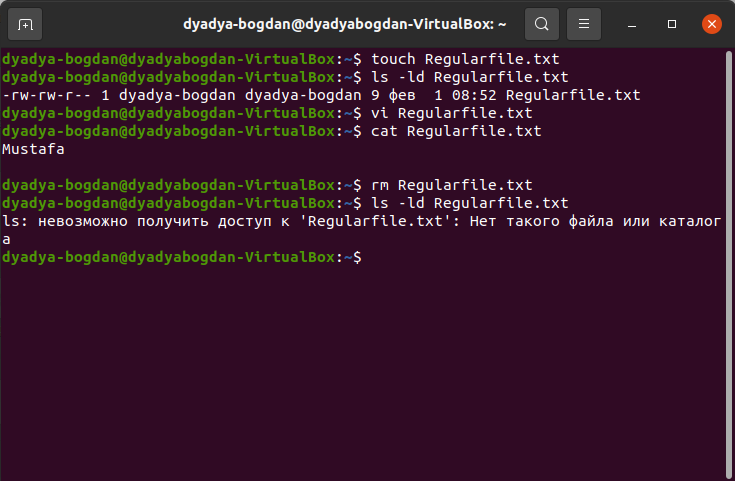 dyadya-bogdan@dyadyabogdan-VirtualBox: ~
dyadya-bogdan@dyadyabogdan-VirtualBox:~$ touch Regularfile.txt
dyadya-bogdan@dyadyabogdan-VirtualBox:~$ ls -ld Regularfile.txt
-rw-rw-r-- 1 dyadya-bogdan dyadya-bogdan 9 фев  1 08:52 Regularfile.txt
dyadya-bogdan@dyadyabogdan-VirtualBox:~$ vi Regularfile.txt
dyadya-bogdan@dyadyabogdan-VirtualBox:~$ cat Regularfile.txt
Mustafa
dyadya-bogdan@dyadyabogdan-VirtualBox:~$ rm Regularfile.txt
dyadya-bogdan@dyadyabogdan-VirtualBox:~$ ls -ld Regularfile.txt
ls: невозможно получить доступ к 'Regularfile.txt': Нет такого файла или каталог
а
dyadya-bogdan@dyadyabogdan-VirtualBox:~$